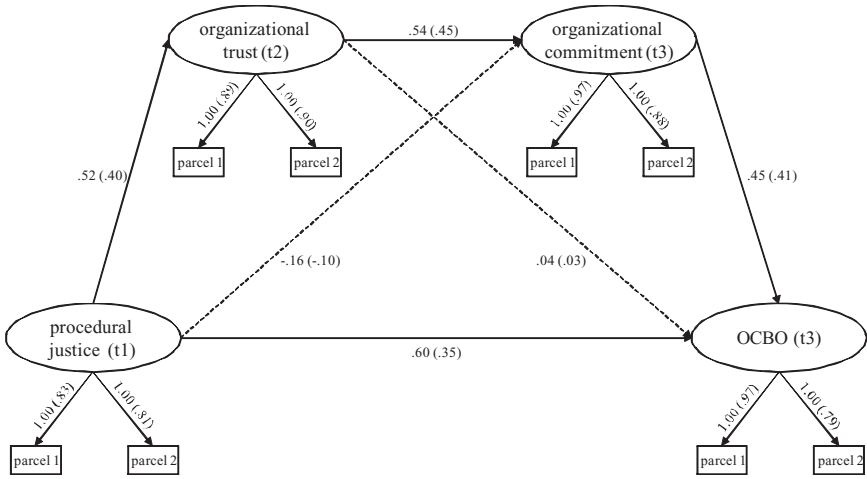 organizational
trust (t2)
.54 (.45)
organizational
commitment (t3)
1.00 (.89)
1.00 (.90)
1.00 (.97)
1.00 (.88)
parcel 1
parcel 2
parcel 1
parcel 2
.52 (.40)
.45 (.41)
-.16 (-.10)
.04 (.03)
procedural
justice (t1)
.60 (.35)
OCBO (t3)
1.00 (.83)
1.00 (.81)
1.00 (.97)
1.00 (.79)
parcel 1
parcel 2
parcel 1
parcel 2